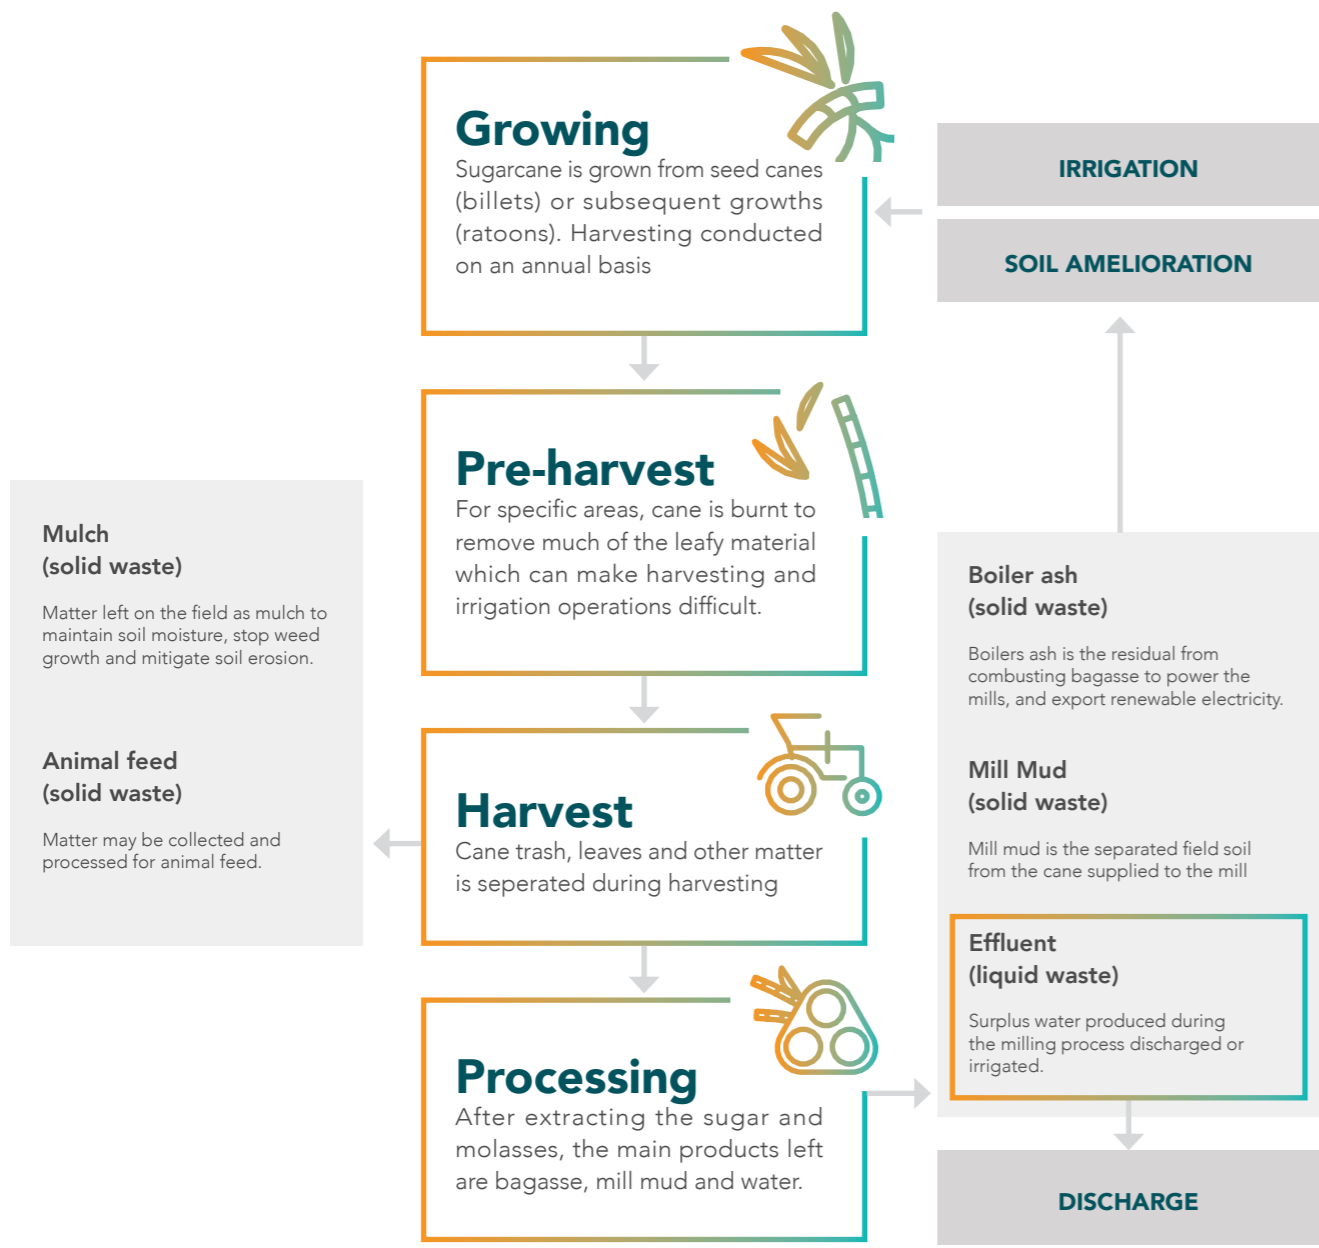 Growing
Sugarcane is grown from seed canes
(billets) or subsequent growths
(ratoons). Harvesting conducted
on an annual basis
IRRIGATION
SOIL AMELIORATION
Pre-harvest
For specific areas, cane is burnt to
remove much of the leafy material
which can make harvesting and
irrigation operations difficult.
Mulch
(solid waste)
Matter left on the field as mulch to
maintain soil moisture, stop weed
growth and mitigate soil erosion.
Animal feed
(solid waste)
Matter may be collected and
processed for animal feed.
Harvest
Cane trash, leaves and other matter
is seperated during harvesting
Processing
After extracting the sugar and
molasses, the main products left
are bagasse, mill mud and water.
Boiler ash
(solid waste)
Boilers ash is the residual from
combusting bagasse to power the
mills, and export renewable electricity.
Mill Mud
(solid waste)
Mill mud is the separated field soil
from the cane supplied to the mill
Effluent
(liquid waste)
Surplus water produced during
the milling process discharged or
irrigated.
DISCHARGE